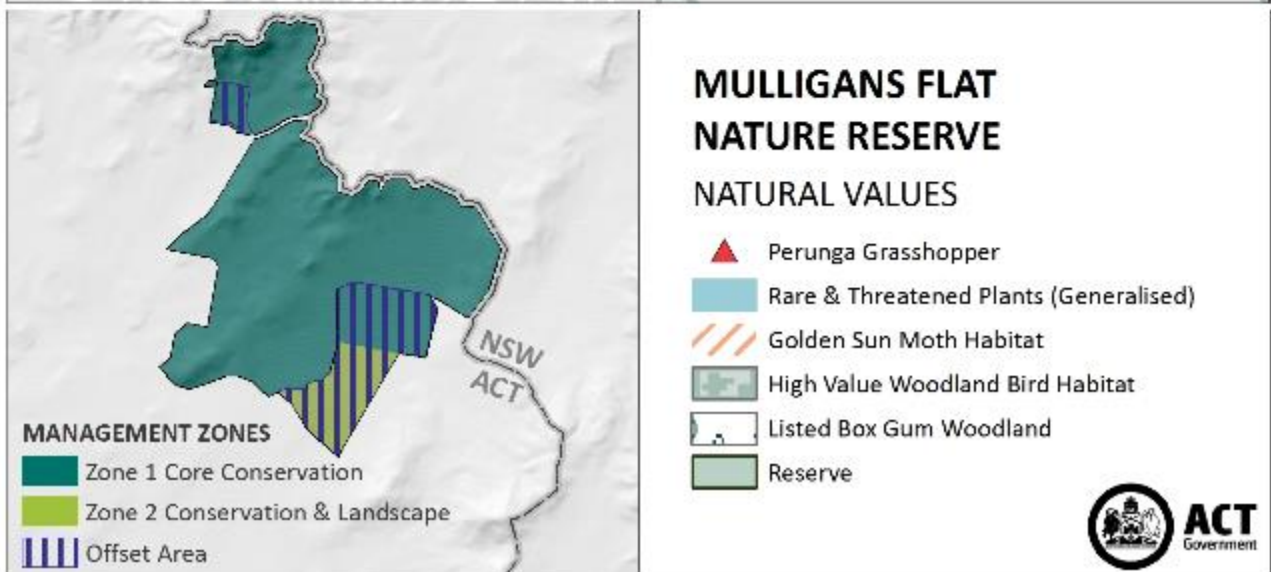 NSW
ACT
MANAGEMENT ZONES
Zone 1 Core Conservation
Zone 2 Conservation & Landscape
Offset Area
MULLIGANS FLAT
NATURE RESERVE
NATURAL VALUES
Perunga Grasshopper
Rare & Threatened Plants (Generalised)
Golden Sun Moth Habitat
High Value Woodland Bird Habitat
Listed Box Gum Woodland
Reserve
ACT
Government